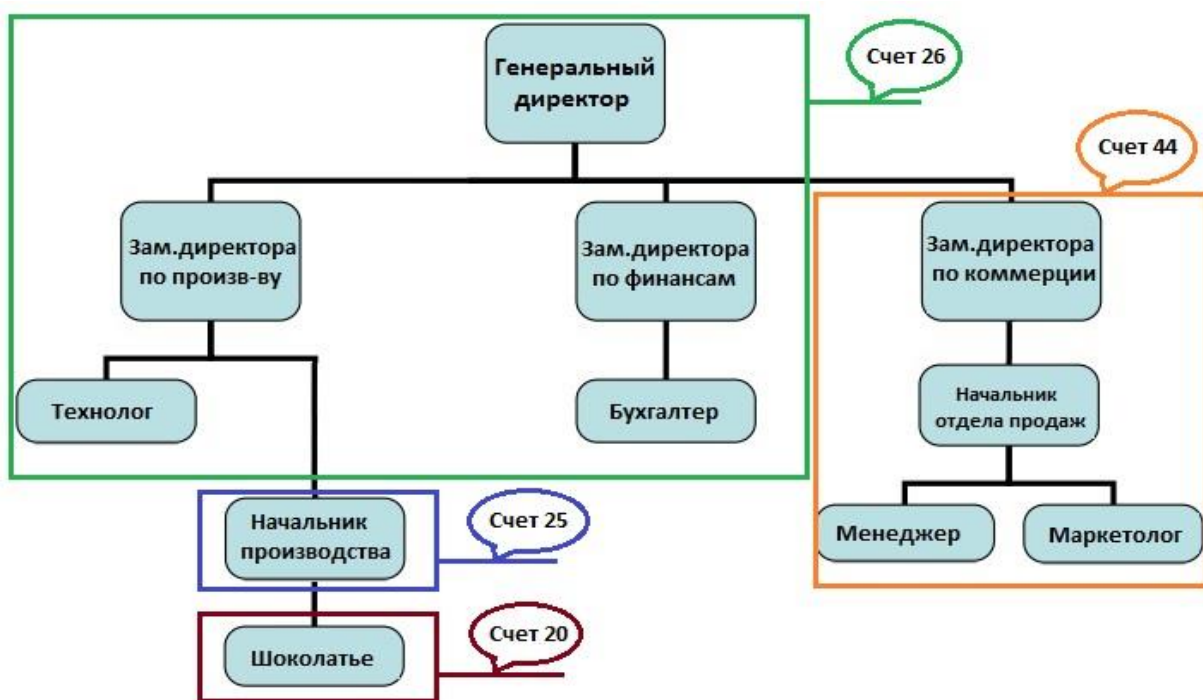 Генеральный
директор
Счет 26
Счет 44
Зам.директора
по произв-ву
Зам.директора
по финансам
Зам.директора
по коммерции
Технолог
Бухгалтер
Начальник
отдела продаж
Начальник
производства
Счет 25
Менеджер
Маркетолог
Шоколатье
Счет 20